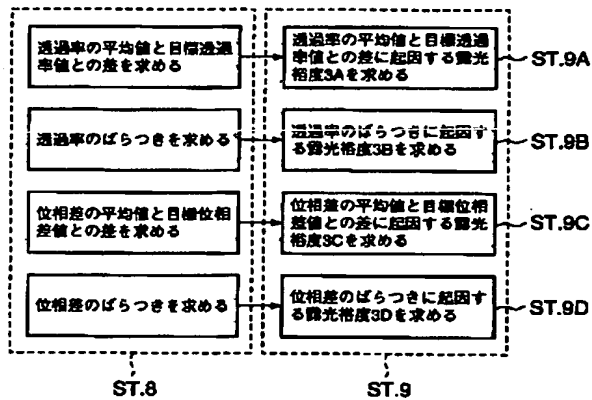 透過率の平均値と目標透過
率値との差を求める
透過率の平均値と目標透過
率値との差に起因する露光
裕度3Aを求める
ST.9A
透過率のばらつきを求める
透過率のばらつきに起因す
る露光裕度3Bを求める
ST.9B
位相差の平均値と目標位相
差値との差を求める
位相差の平均値と目標位相
差値との差に起因する露光
裕度3Cを求める
ST.9C
位相差のばらつきを求める
位相差のばらつきに起因す
る露光裕度3Dを求める
ST.9D
ST.8
ST.9